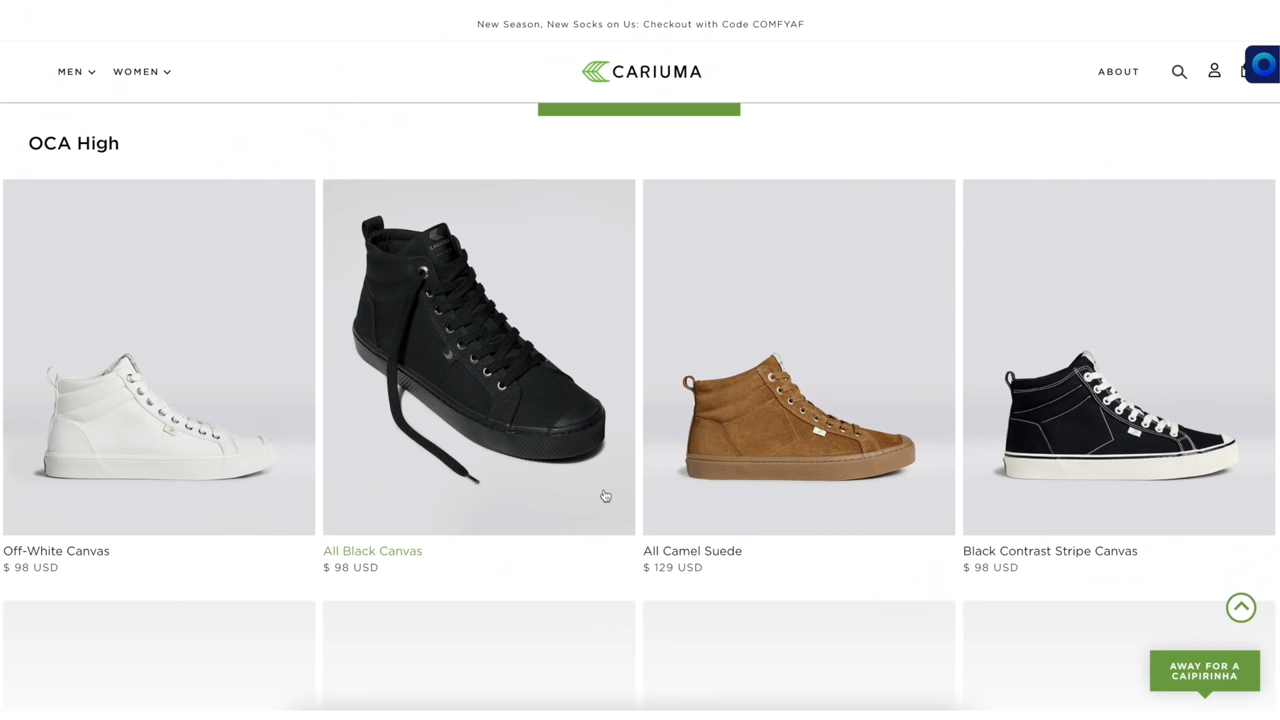 New Season, New Socks on Us: Checkout with Code COMFYAF
MEN WOMEN CARIUMA ABOUT
OCA High
Off-White Canvas
$ 98 USD
All Black Canvas
$ 98 USD
All Camel Suede
$ 129 USD
Black Contrast Stripe Canvas
$ 98 USD
AWAY FOR A
CAIPIRINHA